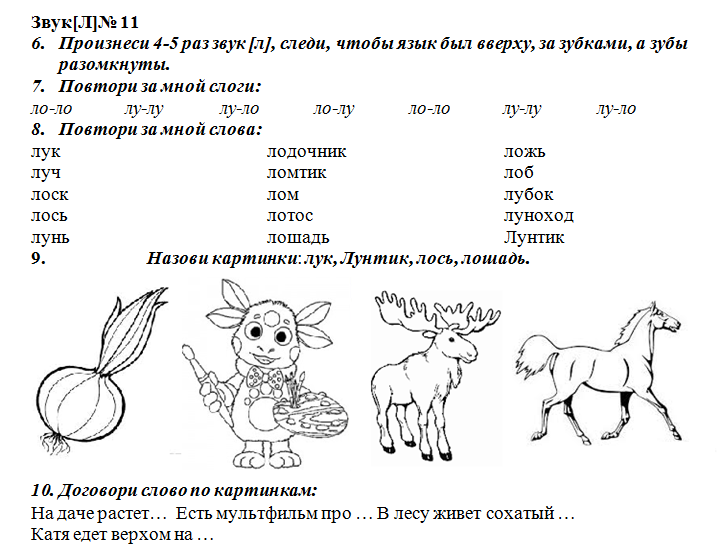 Звук[Л]№ 11
6. Произнеси 4-5 раз звук [л], следи, чтобы язык был вверху, за зубками, а зубы
разомкнуты.
7. Повтори за мной слоги:
ло-ло лу-лу лу-ло ло-лу ло-ло лу-лу лу-ло
8. Повтори за мной слова:
лук лодочник ложь
луч ломтик лоб
лоск лом лубок
лось лотос луноход
лунь лошадь Лунтик
9. Назови картинки: лук, Лунтик, лось, лошадь.
10. Договори слово по картинкам:
На даче растет… Есть мультфильм про … В лесу живет сохатый …
Катя едет верхом на …